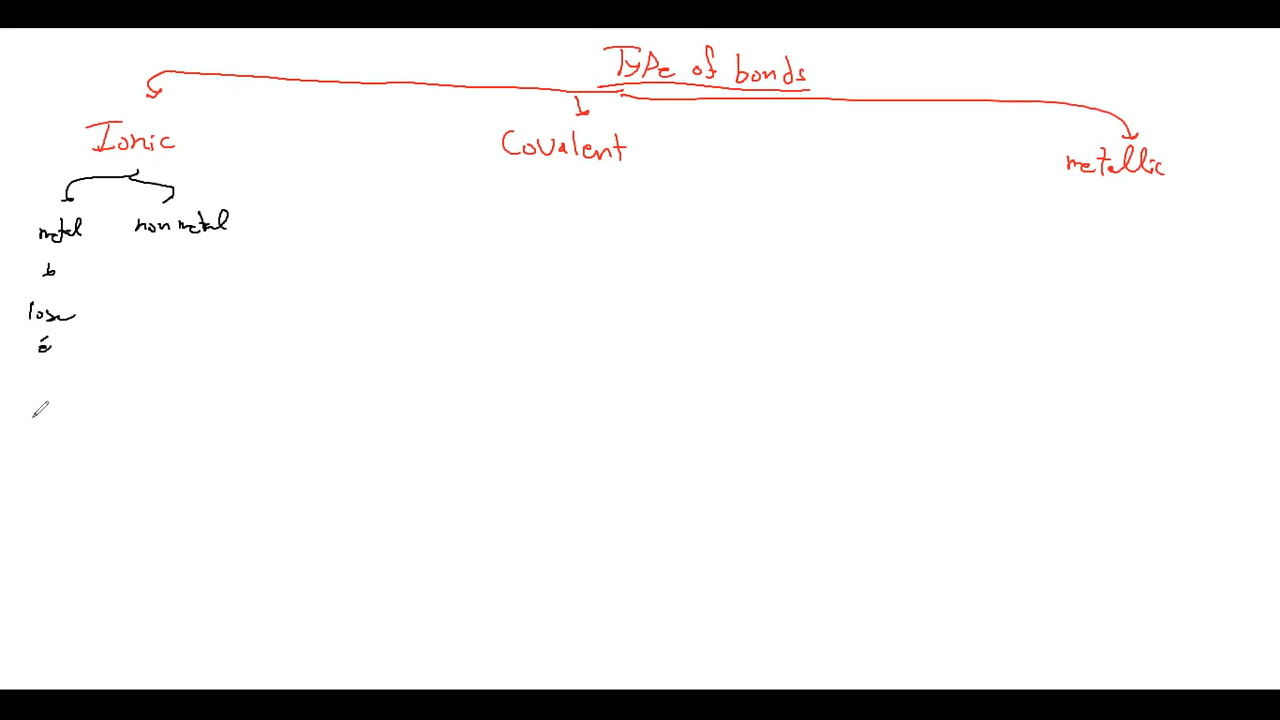 Type of bonds
Ionic
Covalent
metallic
metal
non metal
lose
é